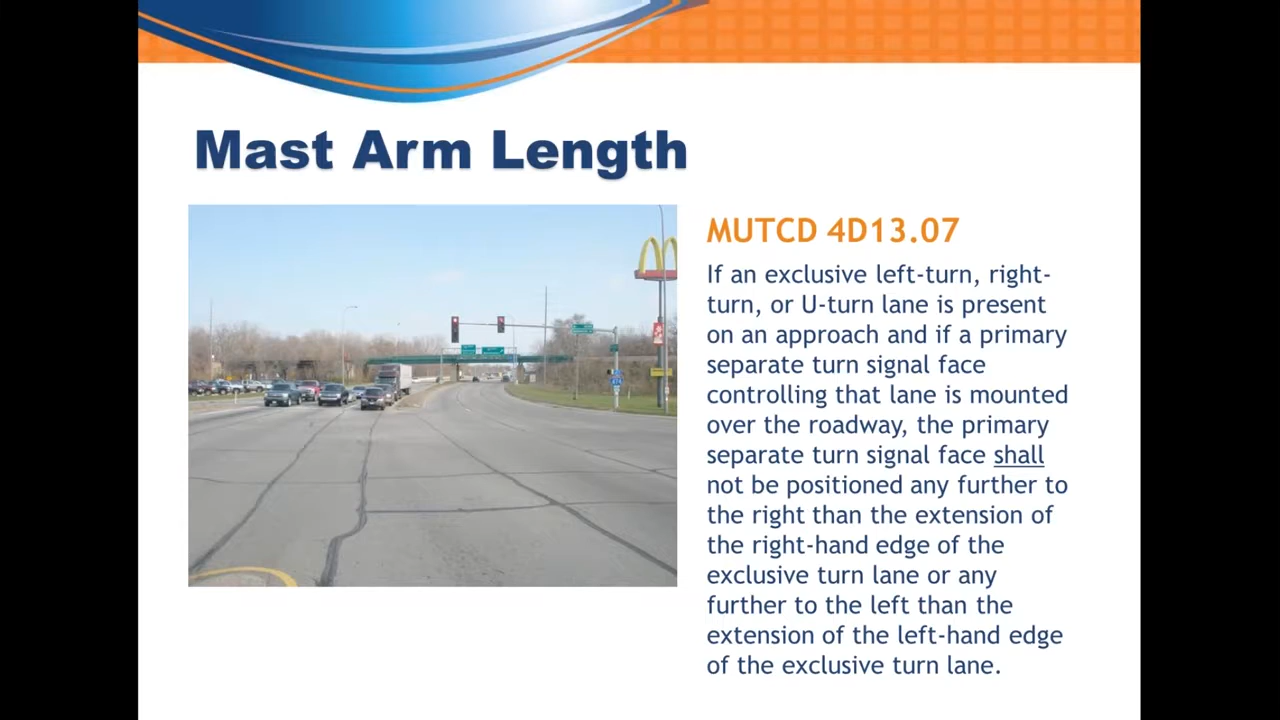 Mast Arm Length
MUTCD 4D13.07
If an exclusive left-turn, right-
turn, or U-turn lane is present
on an approach and if a primary
separate turn signal face
controlling that lane is mounted
over the roadway, the primary
separate turn signal face shall
not be positioned any further to
the right than the extension of
the right-hand edge of the
exclusive turn lane or any
further to the left than the
extension of the left-hand edge
of the exclusive turn lane.